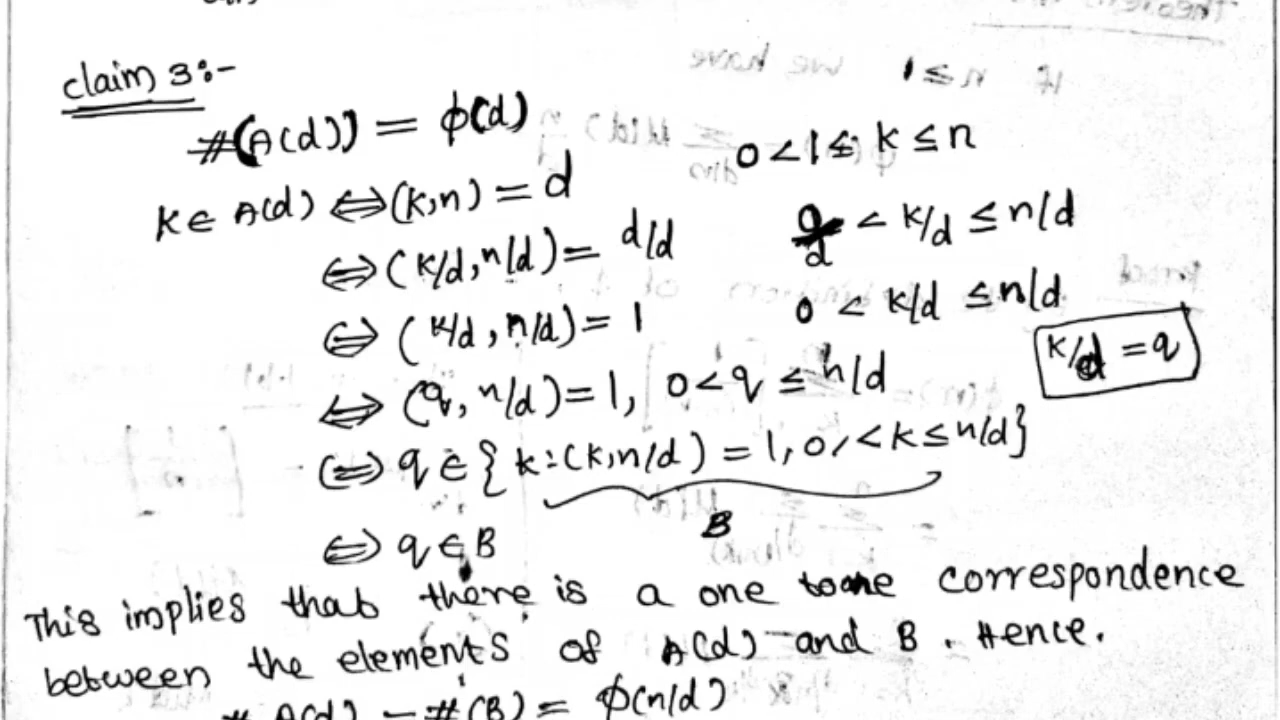 claim 3:-
#(A(d)) = φ(d)
0<1≤ k ≤ n
k ∈ A(d) ⇔ (k,n) = d
⇔ (k/d, n/d) = d/d
0/d < k/d ≤ n/d
⇔ (k/d, n/d) = 1
0 < k/d ≤ n/d
k/d = q
⇔ (q, n/d) = 1, 0 < q ≤ n/d
⇔ q ∈ { k : (k,n/d) = 1, 0, < k ≤ n/d}
B
⇔ q ∈ B
This implies that there is a one to one correspondence
between the elements of A(d) and B. Hence.
# A(d) = #(B) = φ(n/d)